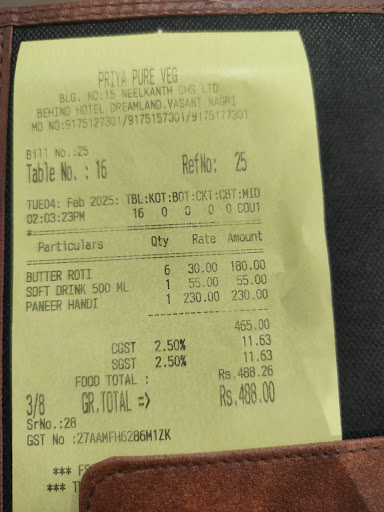 PRIYA PURE VEG
BLG. NO:15 NEELKANTH CHS LTD.
BEHIND HOTEL DREAMLAND.VASANT NAGRI
MO NO:9175127301/9175157301/9175177301
Bill No.:25
Table No. : 16 RefNo: 25
TUE04: Feb 2025: TBL:KOT:BOT:CKT:CBT:MID
02:03:23PM 16 0 0 0 0 COU1
Particulars Qty Rate Amount
BUTTER ROTI 6 30.00 180.00
SOFT DRINK 500 ML 1 55.00 55.00
PANEER HANDI 1 230.00 230.00
465.00
CGST 2.50% 11.63
SGST 2.50% 11.63
FOOD TOTAL : Rs.488.26
3/8 GR.TOTAL => Rs.488.00
SrNo.:28
GST No :27AAMFH6286M1ZK
***
***